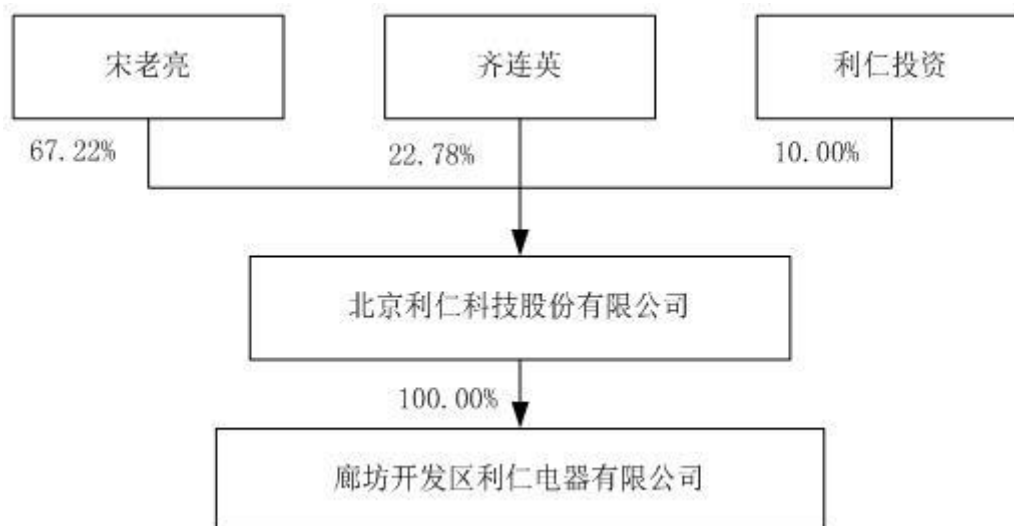 宋老亮
齐连英
利仁投资
67.22%
22.78%
10.00%
北京利仁科技股份有限公司
100.00%
廊坊开发区利仁电器有限公司